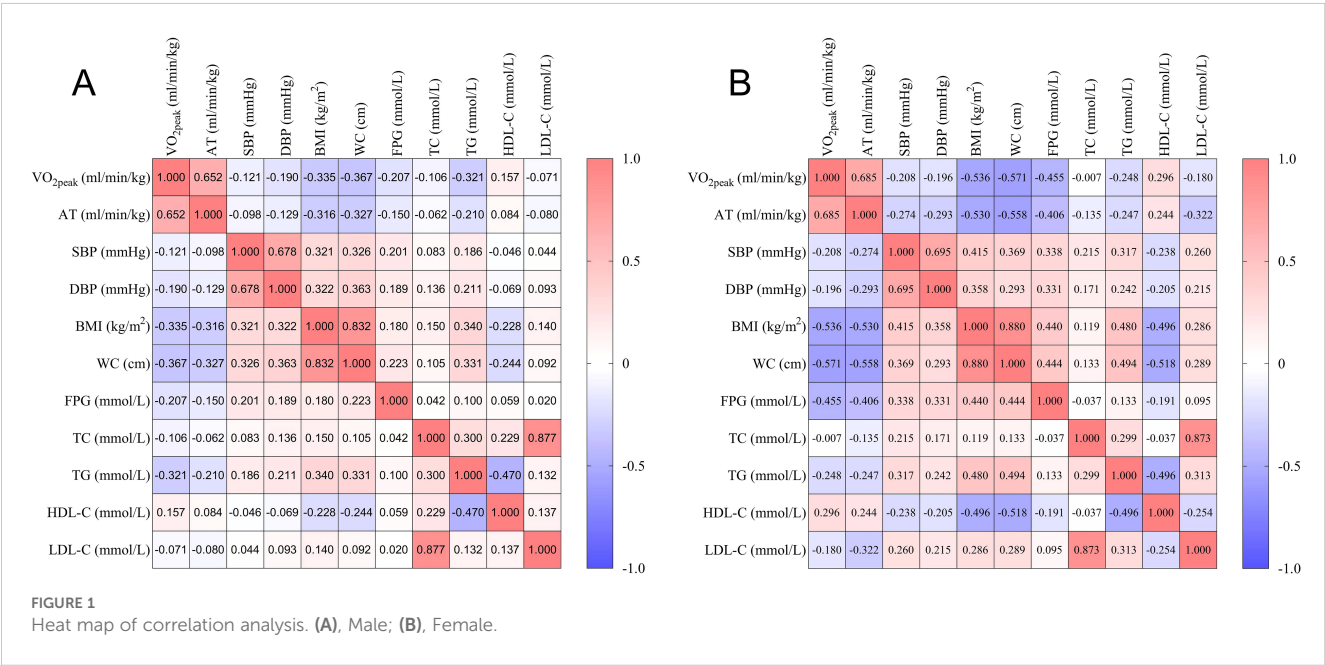 A
VO2peak (ml/min/kg)
AT (ml/min/kg)
SBP (mmHg)
DBP (mmHg)
BMI (kg/m2)
WC (cm)
FPG (mmol/L)
TC (mmol/L)
TG (mmol/L)
HDL-C (mmol/L)
LDL-C (mmol/L)
VO2peak (ml/min/kg) 1.000 0.652 -0.121 -0.190 -0.335 -0.367 -0.207 -0.106 -0.321 0.157 -0.071
AT (ml/min/kg) 0.652 1.000 -0.098 -0.129 -0.316 -0.327 -0.150 -0.062 -0.210 0.084 -0.080
SBP (mmHg) -0.121 -0.098 1.000 0.678 0.321 0.326 0.201 0.083 0.186 -0.046 0.044
DBP (mmHg) -0.190 -0.129 0.678 1.000 0.322 0.363 0.189 0.136 0.211 -0.069 0.093
BMI (kg/m2) -0.335 -0.316 0.321 0.322 1.000 0.832 0.180 0.150 0.340 -0.228 0.140
WC (cm) -0.367 -0.327 0.326 0.363 0.832 1.000 0.223 0.105 0.331 -0.244 0.092
FPG (mmol/L) -0.207 -0.150 0.201 0.189 0.180 0.223 1.000 0.042 0.100 0.059 0.020
TC (mmol/L) -0.106 -0.062 0.083 0.136 0.150 0.105 0.042 1.000 0.300 0.229 0.877
TG (mmol/L) -0.321 -0.210 0.186 0.211 0.340 0.331 0.100 0.300 1.000 -0.470 0.132
HDL-C (mmol/L) 0.157 0.084 -0.046 -0.069 -0.228 -0.244 0.059 0.229 -0.470 1.000 0.137
LDL-C (mmol/L) -0.071 -0.080 0.044 0.093 0.140 0.092 0.020 0.877 0.132 0.137 1.000
1.0
0.5
0
-0.5
-1.0
B
VO2peak (ml/min/kg)
AT (ml/min/kg)
SBP (mmHg)
DBP (mmHg)
BMI (kg/m2)
WC (cm)
FPG (mmol/L)
TC (mmol/L)
TG (mmol/L)
HDL-C (mmol/L)
LDL-C (mmol/L)
VO2peak (ml/min/kg) 1.000 0.685 -0.208 -0.196 -0.536 -0.571 -0.455 -0.007 -0.248 0.296 -0.180
AT (ml/min/kg) 0.685 1.000 -0.274 -0.293 -0.530 -0.558 -0.406 -0.135 -0.247 0.244 -0.322
SBP (mmHg) -0.208 -0.274 1.000 0.695 0.415 0.369 0.338 0.215 0.317 -0.238 0.260
DBP (mmHg) -0.196 -0.293 0.695 1.000 0.358 0.293 0.331 0.171 0.242 -0.205 0.215
BMI (kg/m2) -0.536 -0.530 0.415 0.358 1.000 0.880 0.440 0.119 0.480 -0.496 0.286
WC (cm) -0.571 -0.558 0.369 0.293 0.880 1.000 0.444 0.133 0.494 -0.518 0.289
FPG (mmol/L) -0.455 -0.406 0.338 0.331 0.440 0.444 1.000 -0.037 0.133 -0.191 0.095
TC (mmol/L) -0.007 -0.135 0.215 0.171 0.119 0.133 -0.037 1.000 0.299 -0.037 0.873
TG (mmol/L) -0.248 -0.247 0.317 0.242 0.480 0.494 0.133 0.299 1.000 -0.496 0.313
HDL-C (mmol/L) 0.296 0.244 -0.238 -0.205 -0.496 -0.518 -0.191 -0.037 -0.496 1.000 -0.254
LDL-C (mmol/L) -0.180 -0.322 0.260 0.215 0.286 0.289 0.095 0.873 0.313 -0.254 1.000
1.0
0.5
0
-0.5
-1.0
FIGURE 1
Heat map of correlation analysis. (A), Male; (B), Female.